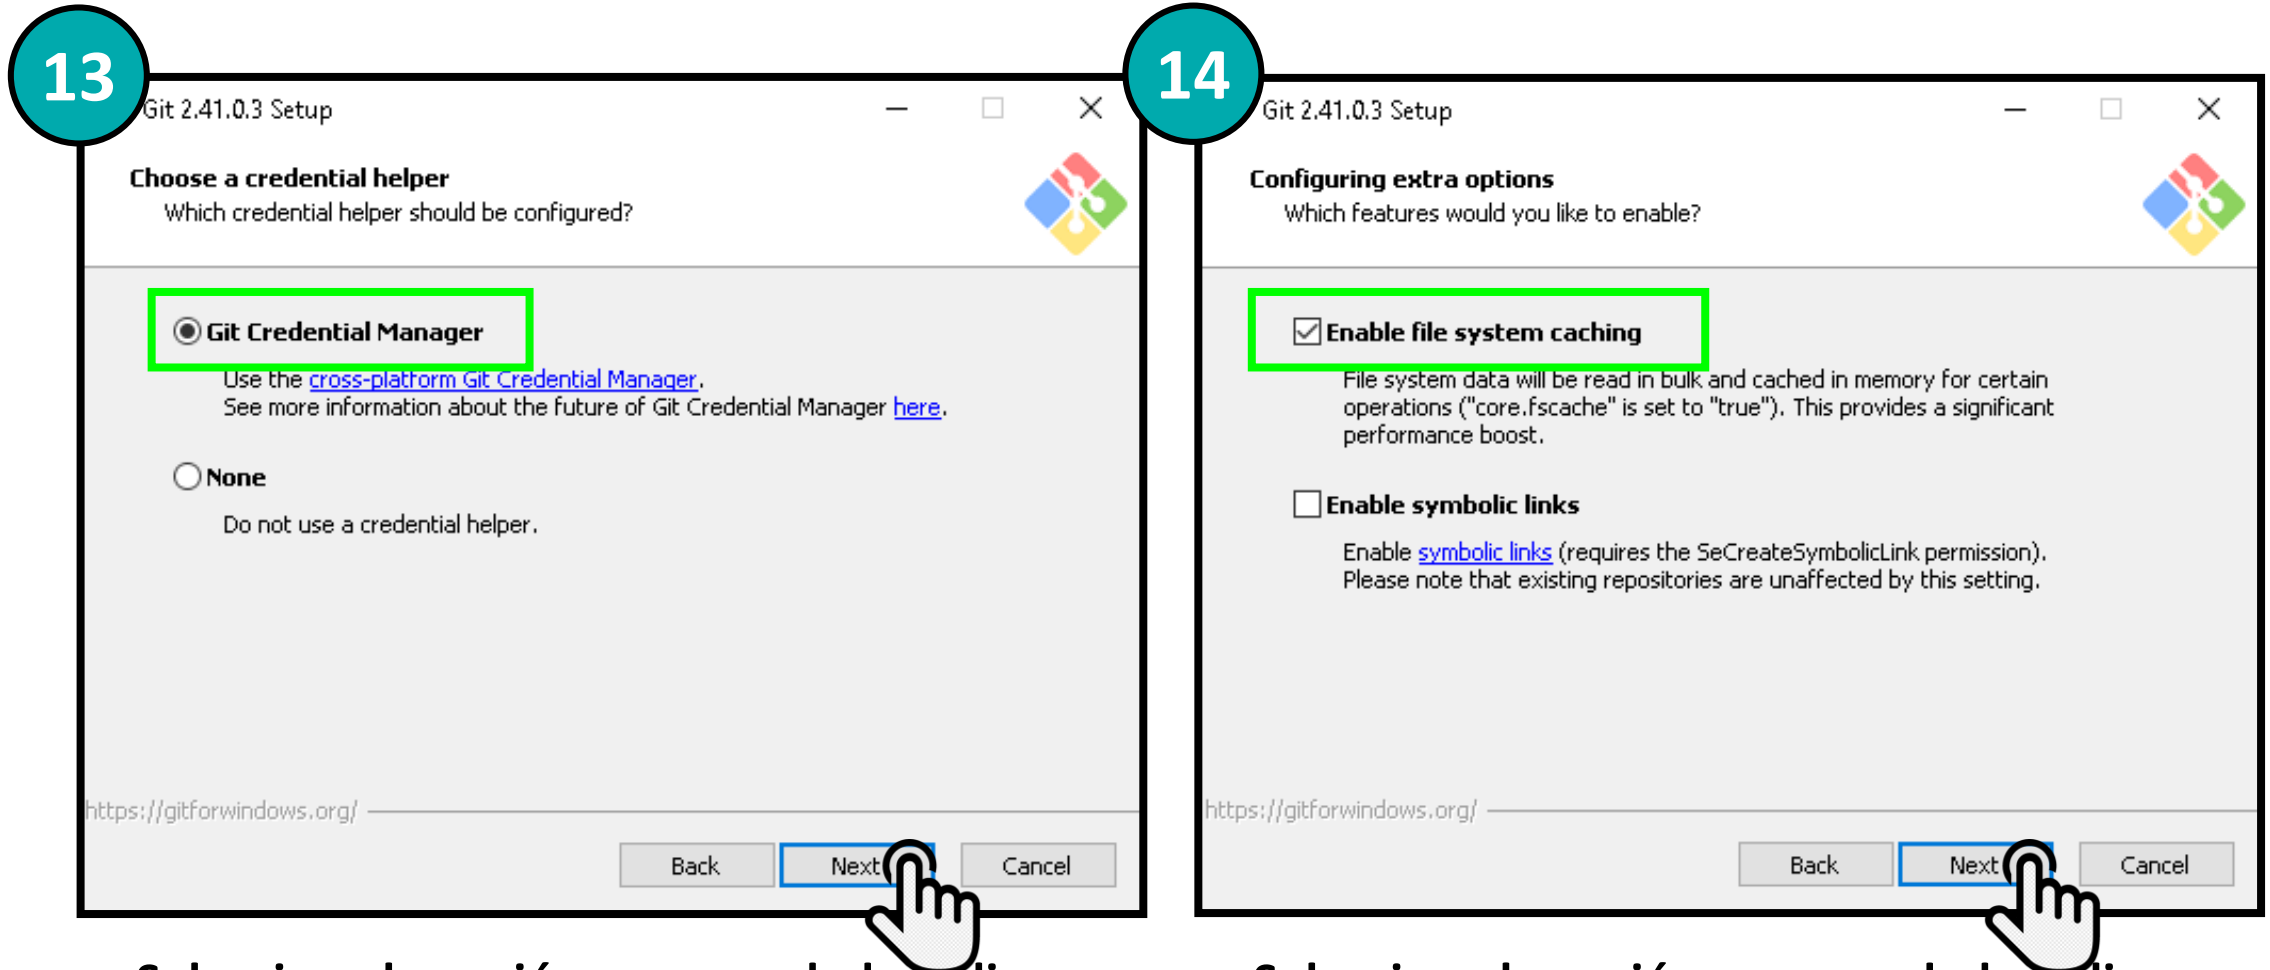 13
Git 2.41.0.3 Setup
Choose a credential helper
Which credential helper should be configured?
Git Credential Manager
Use the cross-platform Git Credential Manager.
See more information about the future of Git Credential Manager here.
None
Do not use a credential helper.
https://gitforwindows.org/
Back
Next
Cancel
14
Git 2.41.0.3 Setup
Configuring extra options
Which features would you like to enable?
Enable file system caching
File system data will be read in bulk and cached in memory for certain
operations ("core.fscache" is set to "true"). This provides a significant
performance boost.
Enable symbolic links
Enable symbolic links (requires the SeCreateSymbolicLink permission).
Please note that existing repositories are unaffected by this setting.
https://gitforwindows.org/
Back
Next
Cancel